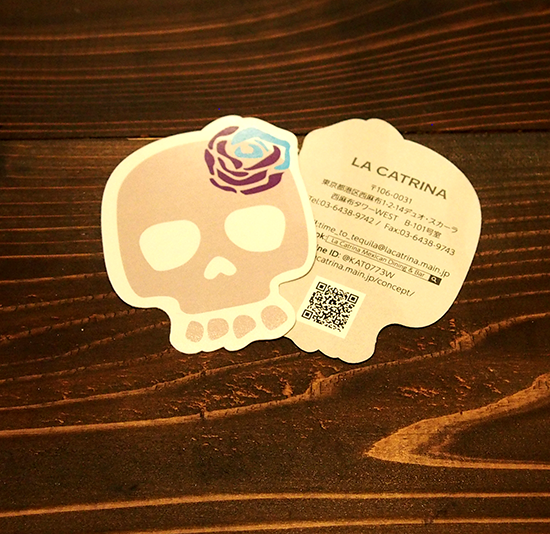 LA CATRINA
〒106-0031
東京都港区西麻布1-2-14デュオ・スカーラ
西麻布タワーWEST B-101号室
Tel:03-6438-9742 / Fax:03-6438-9743
time_to_tequila@lacatrina.main.jp
La Catrina Mexican Dining & Bar
ID: @KAT0773W
catrina.main.jp/concept/